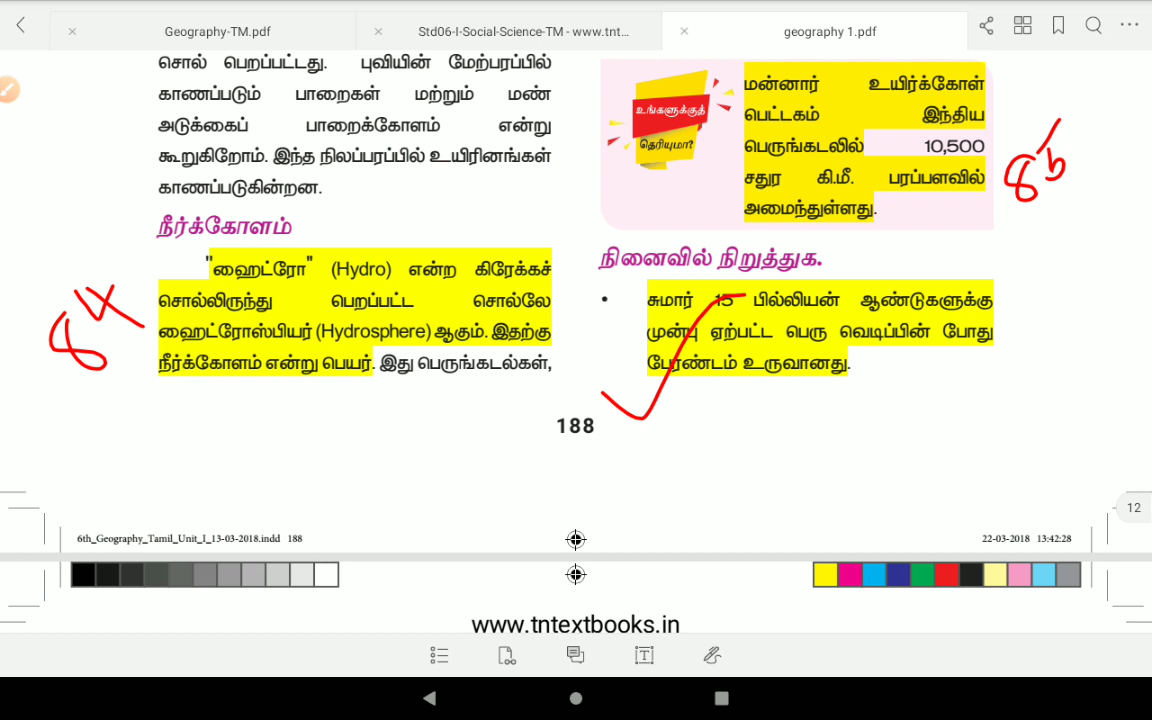 Geography-TM.pdf
Std06-I-Social-Science-TM - www.tnt...
geography 1.pdf
சொல் பெறப்பட்டது. புவியின் மேற்பரப்பில்
காணப்படும் பாறைகள் மற்றும் மண்
அடுக்கைப் பாறைக்கோளம் என்று
கூறுகிறோம். இந்த நிலப்பரப்பில் உயிரினங்கள்
காணப்படுகின்றன.
நீர்க்கோளம்
"ஹைட்ரோ" (Hydro) என்ற கிரேக்கச்
சொல்லிருந்து பெறப்பட்ட சொல்லே
ஹைட்ரோஸ்பியர் (Hydrosphere) ஆகும். இதற்கு
நீர்க்கோளம் என்று பெயர். இது பெருங்கடல்கள்,
84
உங்களுக்குத்
தெரியுமா?
மன்னார் உயிர்க்கோள்
பெட்டகம் இந்திய
பெருங்கடலில் 10,500
சதுர கி.மீ. பரப்பளவில்
அமைந்துள்ளது.
நினைவில் நிறுத்துக.
• சுமார் 15 பில்லியன் ஆண்டுகளுக்கு
முன்பு ஏற்பட்ட பெரு வெடிப்பின் போது
பேரண்டம் உருவானது.
188
12
6th_Geography_Tamil_Unit_I_13-03-2018.indd 188
22-03-2018 13:42:28
www.tntextbooks.in